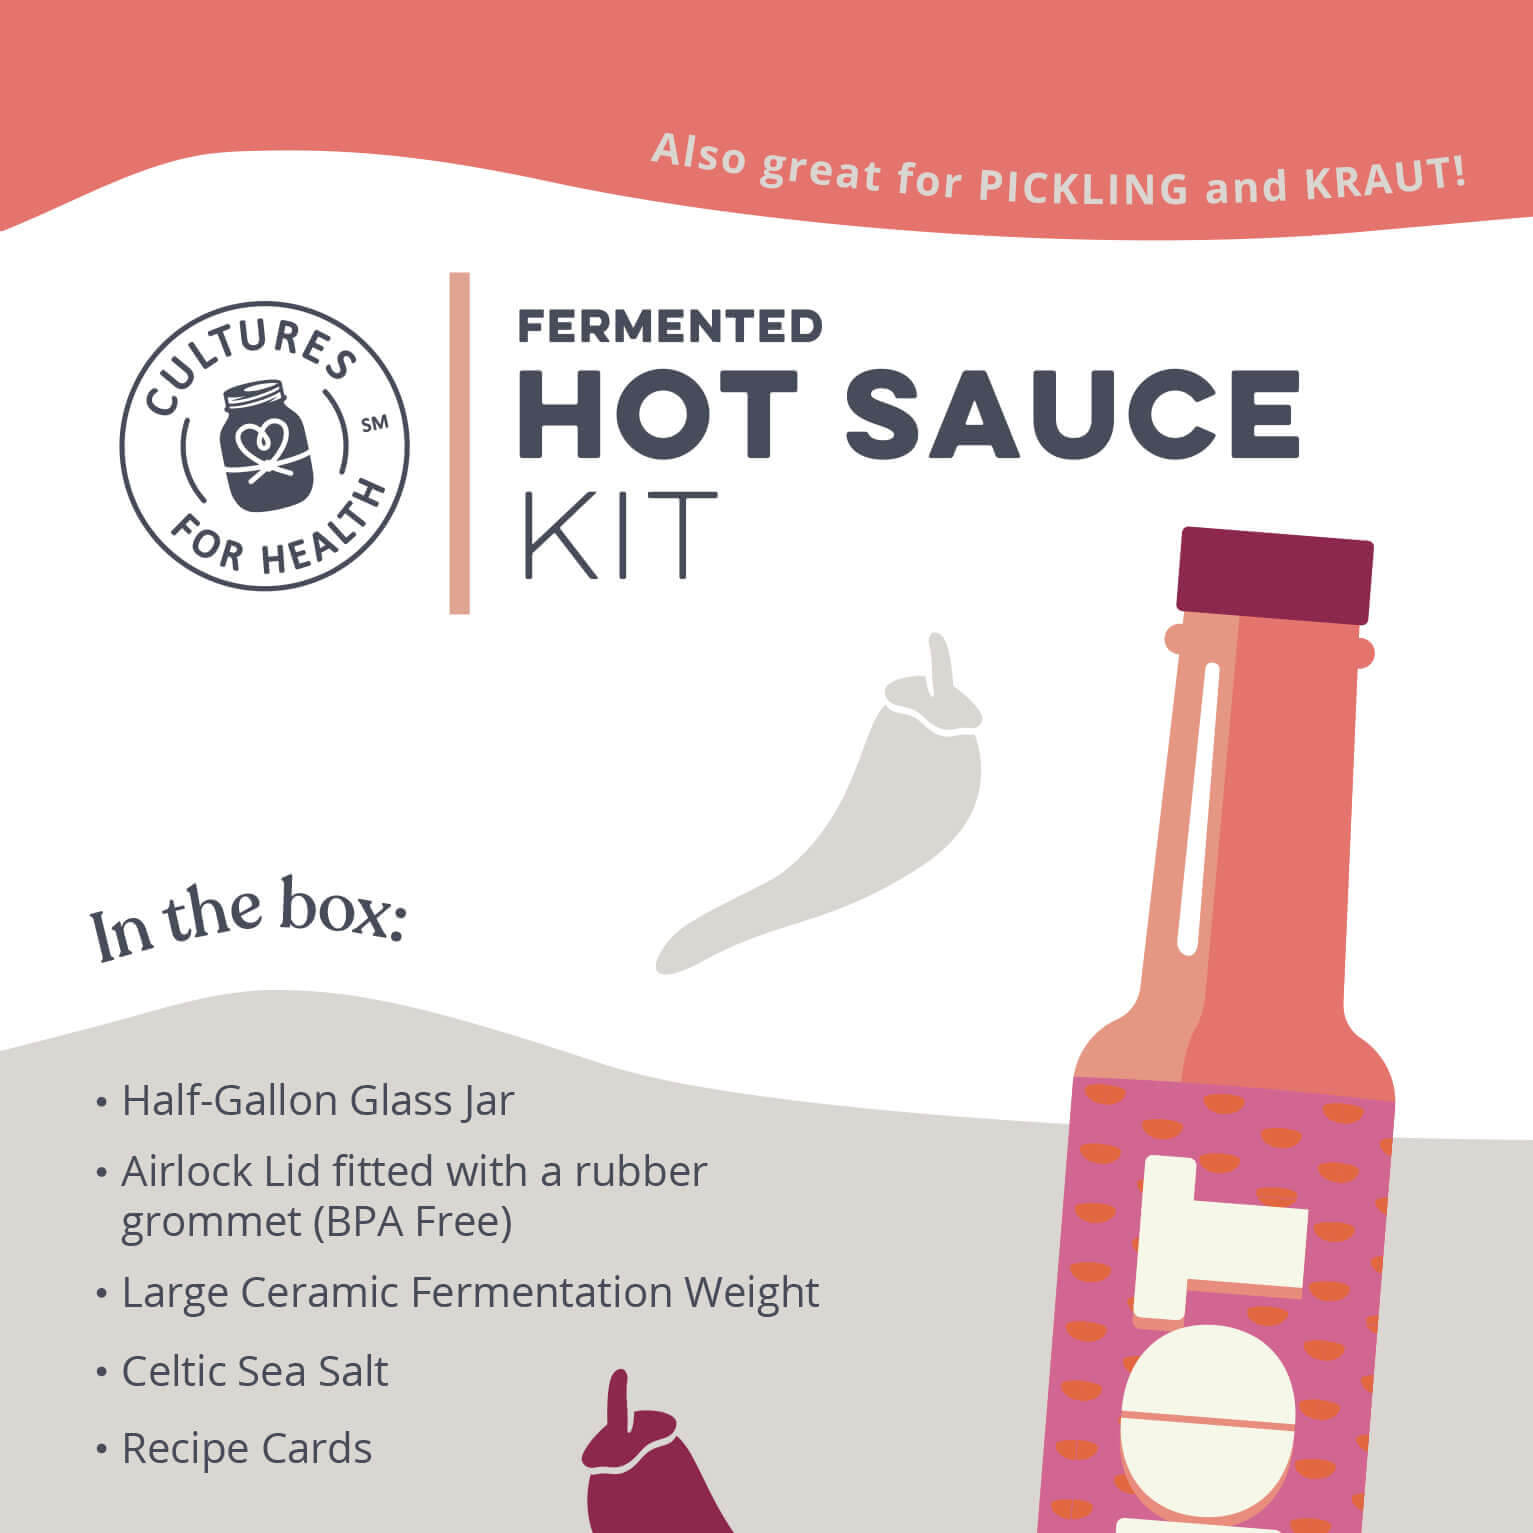 Also great for PICKLING and KRAUT!
CULTURES
FOR HEALTH
SM
FERMENTED
HOT SAUCE
KIT
In the box:
• Half-Gallon Glass Jar
• Airlock Lid fitted with a rubber
grommet (BPA Free)
• Large Ceramic Fermentation Weight
• Celtic Sea Salt
• Recipe Cards
HOT